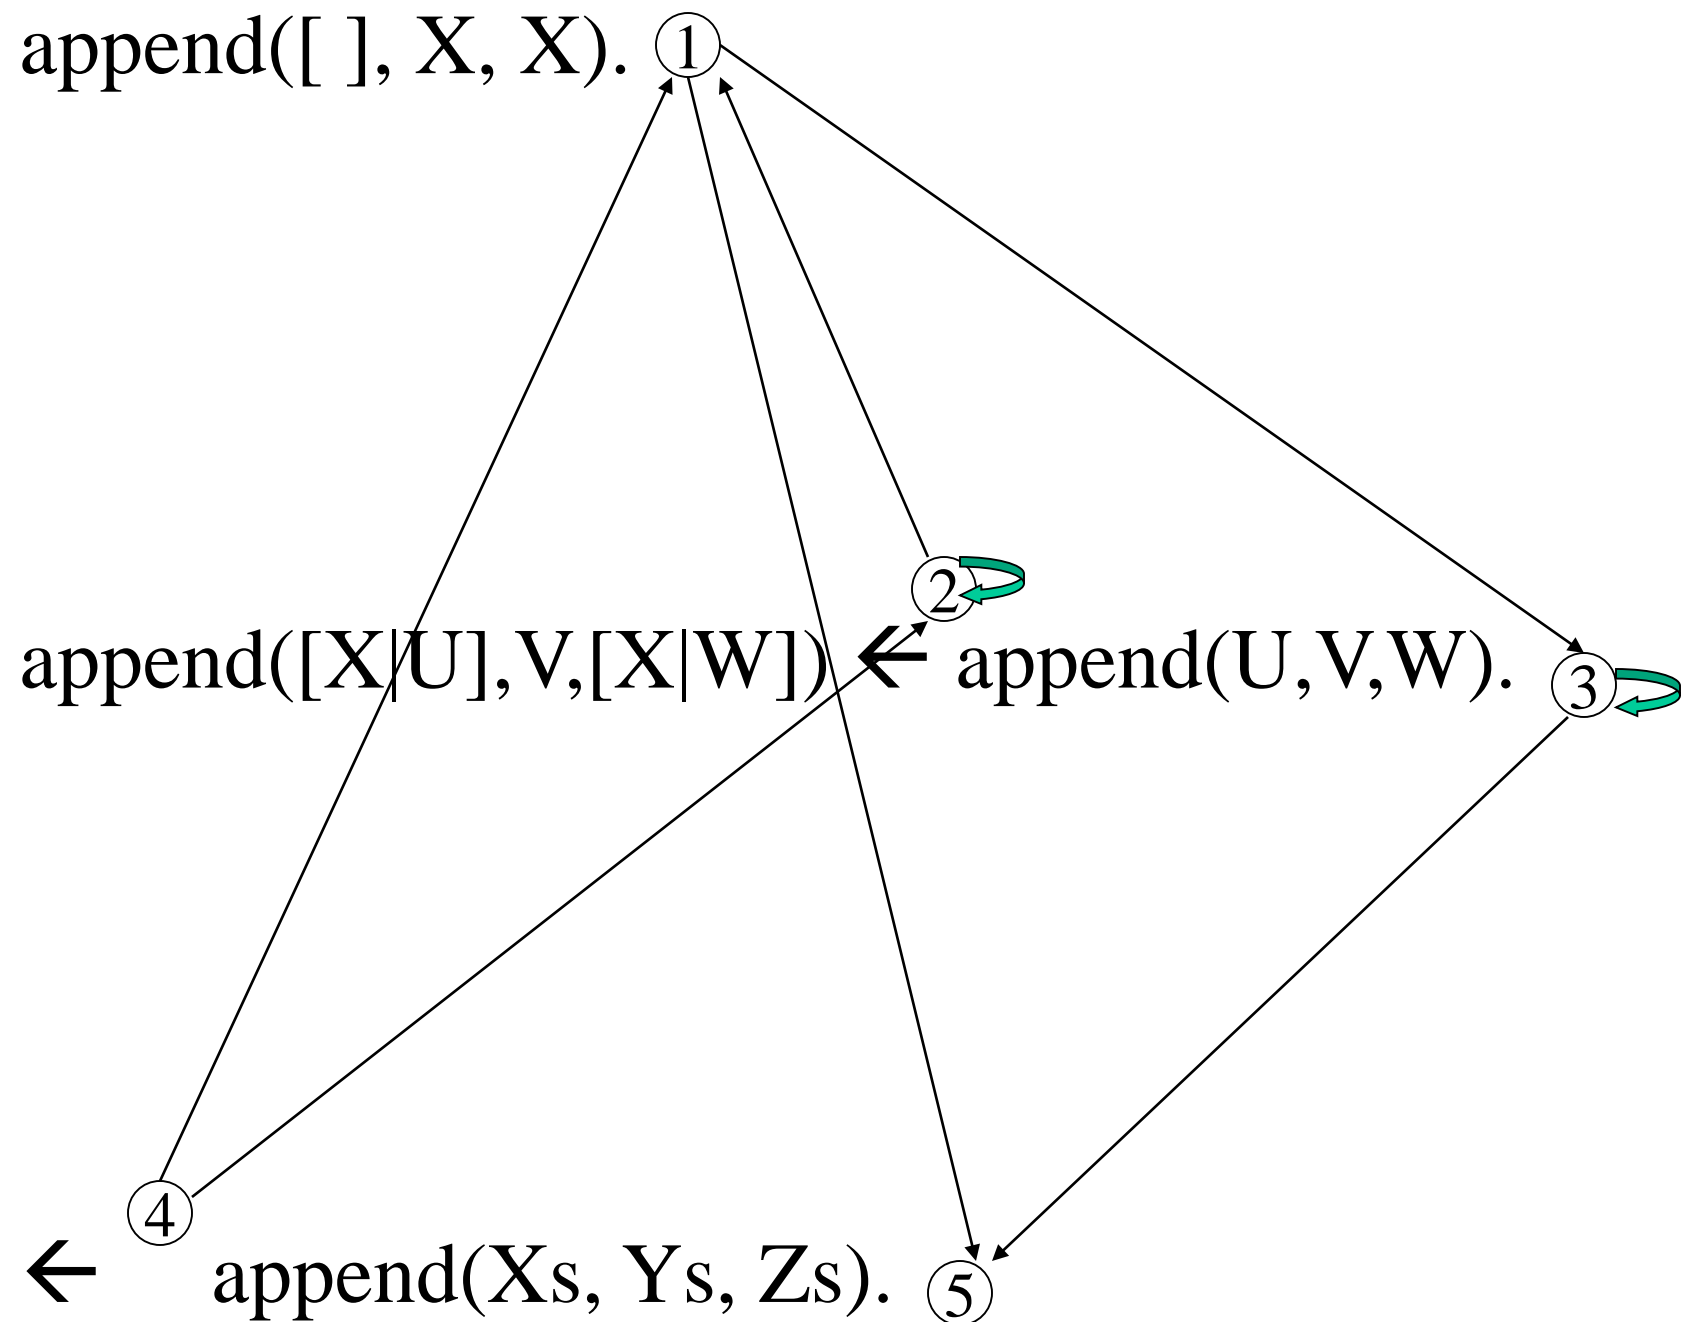 append([ ], X, X). 1
2
append([X|U],V,[X|W]) ← append(U,V,W). 3
4
← append(Xs, Ys, Zs). 5